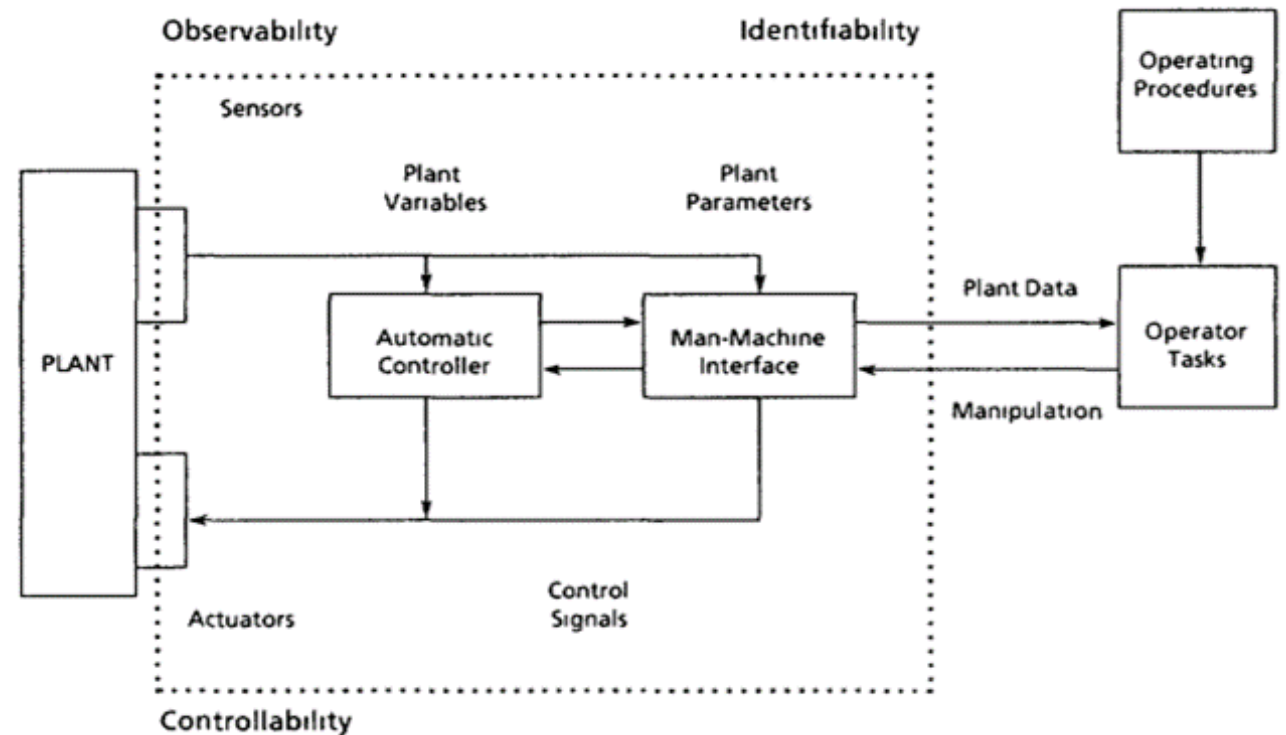 Observability
Identifiability
Operating
Procedures
Sensors
Plant
Variables
Plant
Parameters
PLANT
Automatic
Controller
Man-Machine
Interface
Plant Data
Operator
Tasks
Manipulation
Actuators
Control
Signals
Controllability